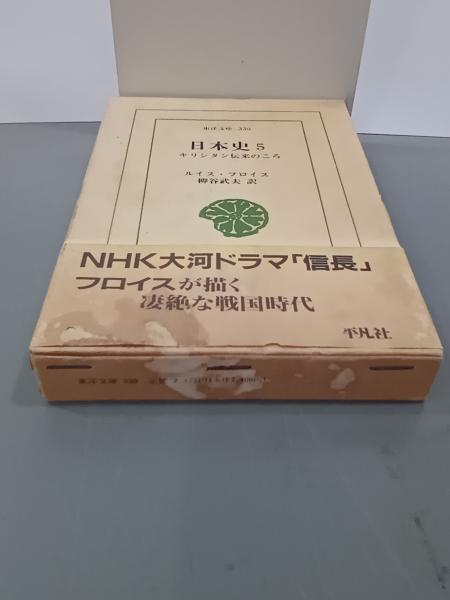 東洋文庫 330
日本史 5
キリシタン伝来のころ
ルイス・フロイス
柳谷武夫 訳
NHK大河ドラマ「信長」
フロイスが描く
凄絶な戦国時代
平凡社